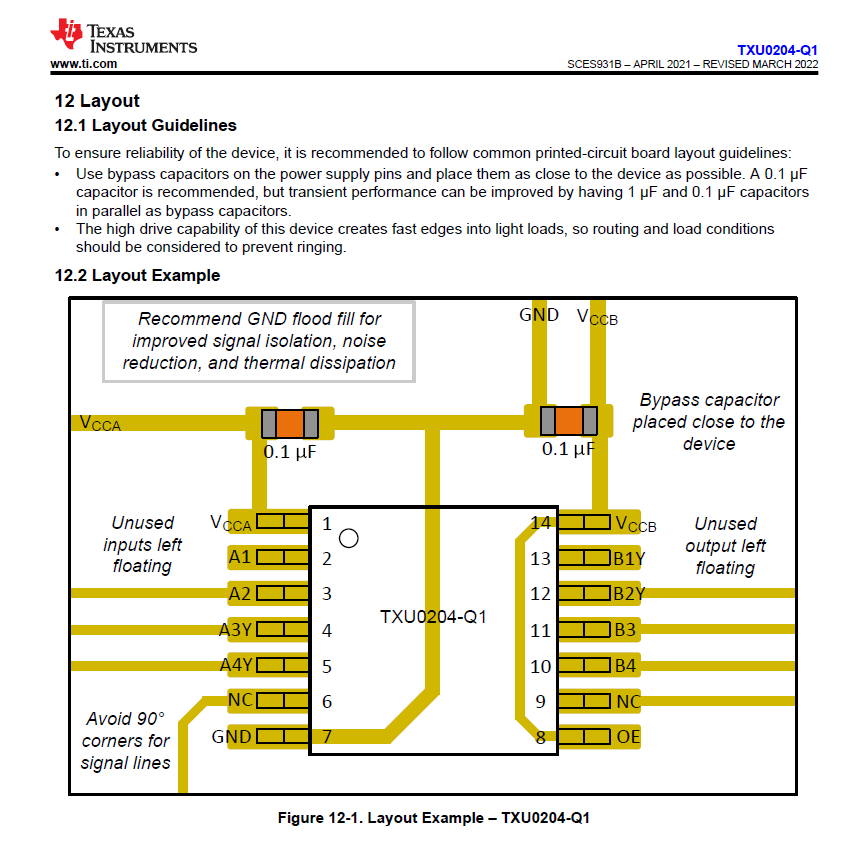 TEXAS
INSTRUMENTS
www.ti.com
TXU0204-Q1
SCES931B – APRIL 2021 – REVISED MARCH 2022
12 Layout
12.1 Layout Guidelines
To ensure reliability of the device, it is recommended to follow common printed-circuit board layout guidelines:
• Use bypass capacitors on the power supply pins and place them as close to the device as possible. A 0.1 µF
capacitor is recommended, but transient performance can be improved by having 1 µF and 0.1 µF capacitors
in parallel as bypass capacitors.
• The high drive capability of this device creates fast edges into light loads, so routing and load conditions
should be considered to prevent ringing.
12.2 Layout Example
Recommend GND flood fill for
improved signal isolation, noise
reduction, and thermal dissipation
GND VCCB
VCCA
0.1 µF
0.1 µF
Bypass capacitor
placed close to the
device
Unused
inputs left
floating
VCCA 1 14 VCCB
A1 2 13 B1Y
A2 3 12 B2Y
TXU0204-Q1
A3Y 4 11 B3
A4Y 5 10 B4
NC 6 9 NC
GND 7 8 OE
Unused
output left
floating
Avoid 90°
corners for
signal lines
Figure 12-1. Layout Example – TXU0204-Q1